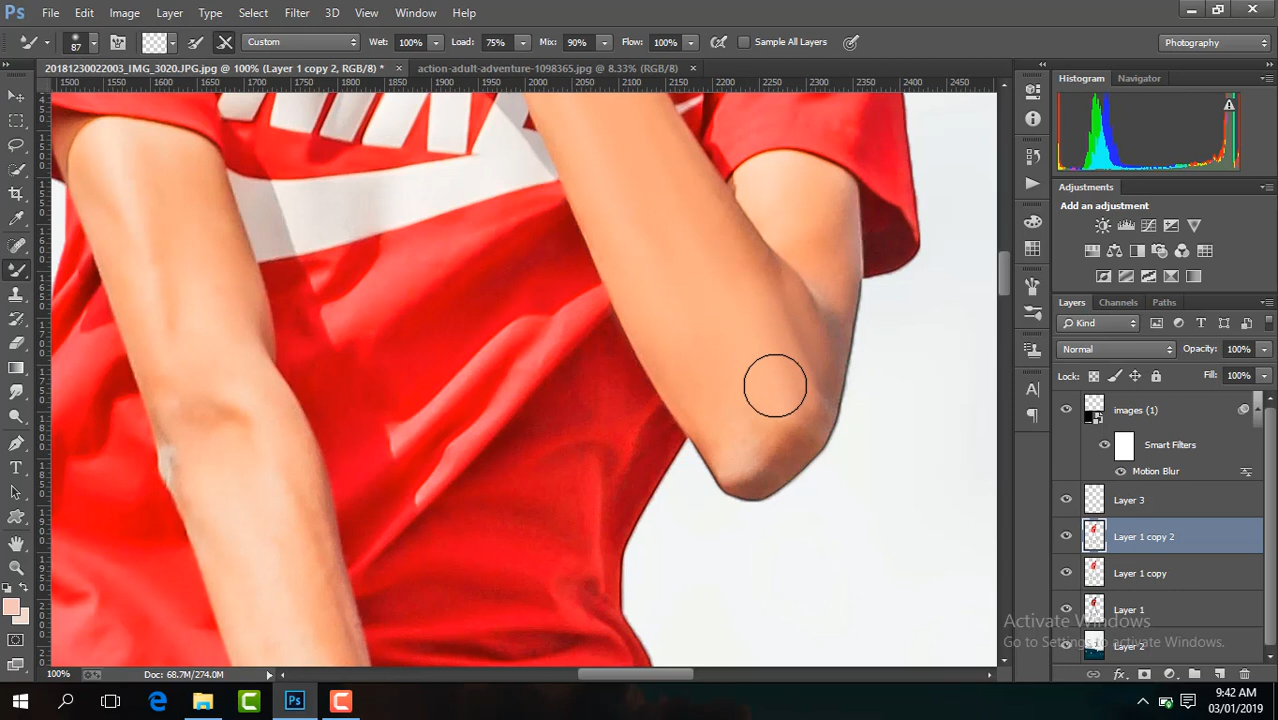 Ps File Edit Image Layer Type Select Filter 3D View Window Help
87 Custom Wet: 100% Load: 75% Mix: 90% Flow: 100% Sample All Layers Photography
20181230022003_IMG_3020.JPG.jpg @ 100% (Layer 1 copy 2, RGB/8) * × action-adult-adventure-1098365.jpg @ 8.33% (RGB/8) ×
1500 1550 1600 1650 1700 1750 1800 1850 1900 1950 2000 2050 2100 2150 2200 2250 2300 2350 2400 2450
Histogram Navigator
Adjustments
Add an adjustment
Layers Channels Paths
Kind
Normal Opacity: 100%
Lock: Fill: 100%
images (1)
Smart Filters
Motion Blur
Layer 3
Layer 1 copy 2
Layer 1 copy
Layer 1
Layer 2
Activate Windows
Go to Settings to activate Windows.
100% Doc: 68.7M/274.0M
9:42 AM
03/01/2019